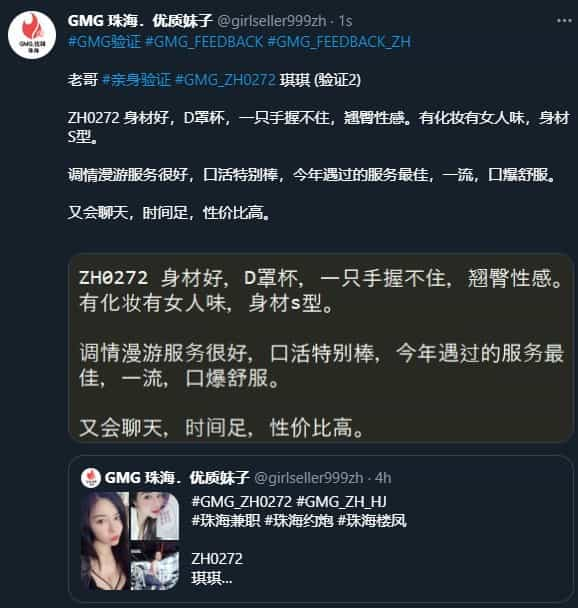 GMG 珠海．优质妹子 @girlseller999zh · 1s
#GMG验证 #GMG_FEEDBACK #GMG_FEEDBACK_ZH
老哥 #亲身验证 #GMG_ZH0272 琪琪 (验证2)
ZH0272 身材好，D罩杯，一只手握不住，翘臀性感。有化妆有女人味，身材
S型。
调情漫游服务很好，口活特别棒，今年遇过的服务最佳，一流，口爆舒服。
又会聊天，时间足，性价比高。
ZH0272 身材好，D罩杯，一只手握不住，翘臀性感。
有化妆有女人味，身材s型。
调情漫游服务很好，口活特别棒，今年遇过的服务最
佳，一流，口爆舒服。
又会聊天，时间足，性价比高。
GMG 珠海．优质妹子 @girlseller999zh · 4h
#GMG_ZH0272 #GMG_ZH_HJ
#珠海兼职 #珠海约炮 #珠海楼凤
ZH0272
琪琪...